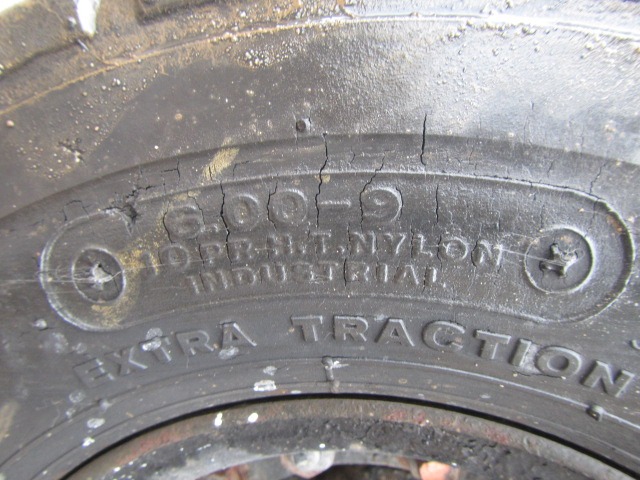 6.00-9
10 PR.H.T.NYLON
INDUSTRIAL
EXTRA TRACTION